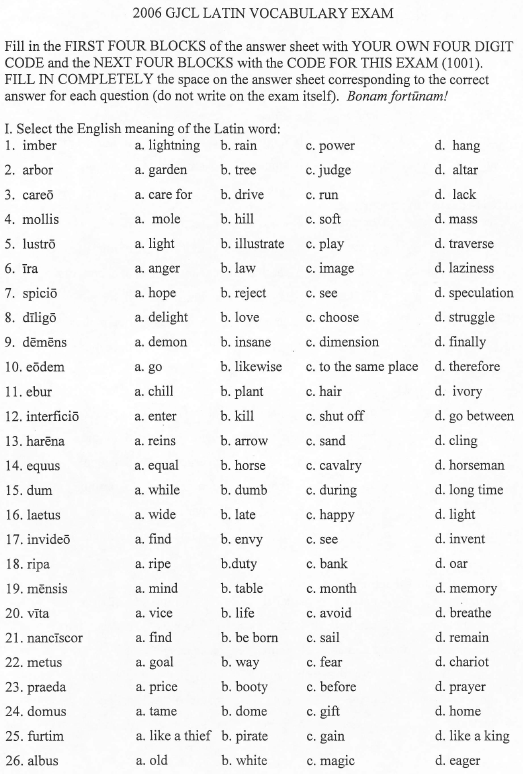 2006 GJCL LATIN VOCABULARY EXAM
Fill in the FIRST FOUR BLOCKS of the answer sheet with YOUR OWN FOUR DIGIT
CODE and the NEXT FOUR BLOCKS with the CODE FOR THIS EXAM (1001).
FILL IN COMPLETELY the space on the answer sheet corresponding to the correct
answer for each question (do not write on the exam itself). Bonam fortūnam!
I. Select the English meaning of the Latin word:
1. imber a. lightning b. rain c. power d. hang
2. arbor a. garden b. tree c. judge d. altar
3. careō a. care for b. drive c. run d. lack
4. mollis a. mole b. hill c. soft d. mass
5. lustrō a. light b. illustrate c. play d. traverse
6. īra a. anger b. law c. image d. laziness
7. spiciō a. hope b. reject c. see d. speculation
8. dīligō a. delight b. love c. choose d. struggle
9. dēmēns a. demon b. insane c. dimension d. finally
10. eōdem a. go b. likewise c. to the same place d. therefore
11. ebur a. chill b. plant c. hair d. ivory
12. interficiō a. enter b. kill c. shut off d. go between
13. harēna a. reins b. arrow c. sand d. cling
14. equus a. equal b. horse c. cavalry d. horseman
15. dum a. while b. dumb c. during d. long time
16. laetus a. wide b. late c. happy d. light
17. invideō a. find b. envy c. see d. invent
18. ripa a. ripe b.duty c. bank d. oar
19. mēnsis a. mind b. table c. month d. memory
20. vīta a. vice b. life c. avoid d. breathe
21. nancīscor a. find b. be born c. sail d. remain
22. metus a. goal b. way c. fear d. chariot
23. praeda a. price b. booty c. before d. prayer
24. domus a. tame b. dome c. gift d. home
25. furtim a. like a thief b. pirate c. gain d. like a king
26. albus a. old b. white c. magic d. eager